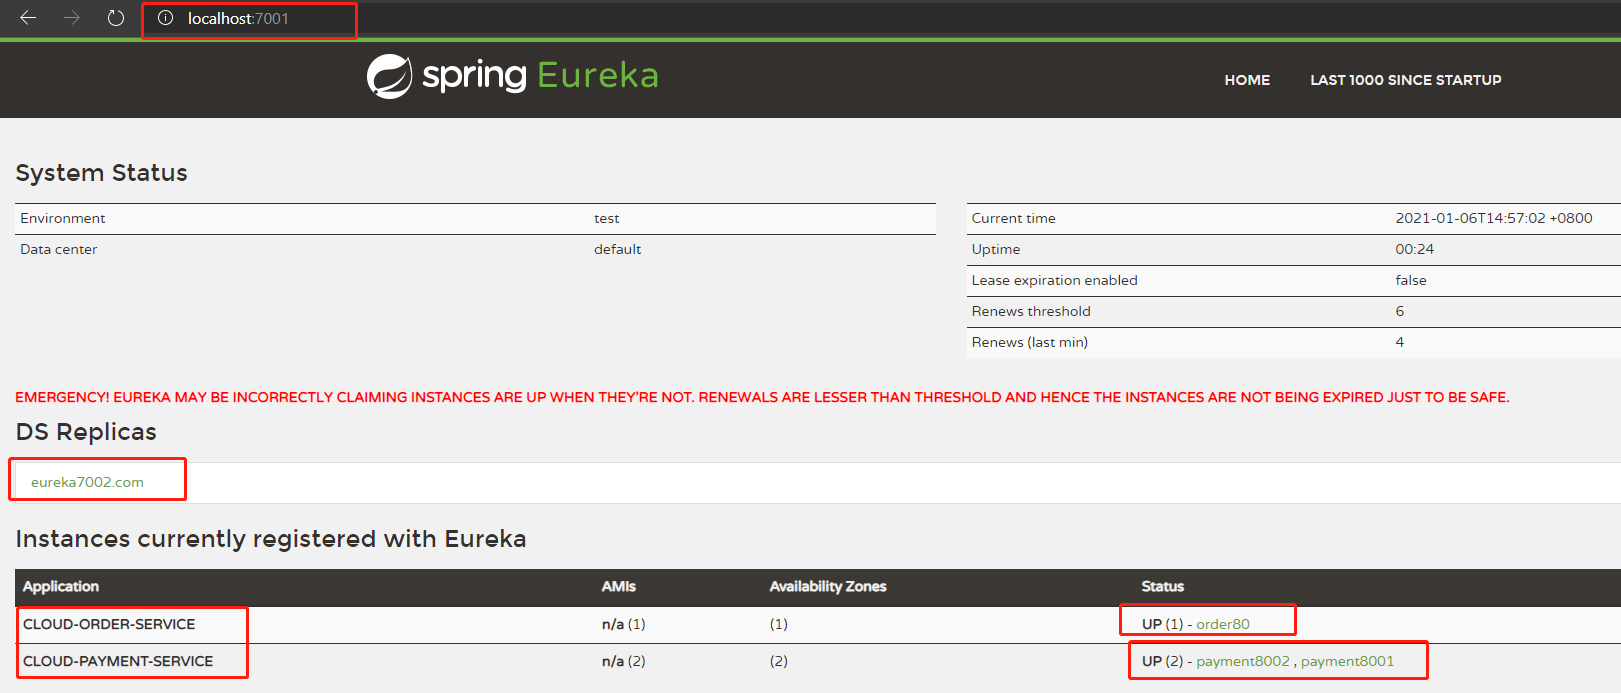 localhost:7001
spring Eureka
HOME LAST 1000 SINCE STARTUP
System Status
Environment test
Data center default
Current time 2021-01-06T14:57:02 +0800
Uptime 00:24
Lease expiration enabled false
Renews threshold 6
Renews (last min) 4
EMERGENCY! EUREKA MAY BE INCORRECTLY CLAIMING INSTANCES ARE UP WHEN THEY'RE NOT. RENEWALS ARE LESSER THAN THRESHOLD AND HENCE THE INSTANCES ARE NOT BEING EXPIRED JUST TO BE SAFE.
DS Replicas
eureka7002.com
Instances currently registered with Eureka
Application AMIs Availability Zones Status
CLOUD-ORDER-SERVICE n/a (1) (1) UP (1) - order80
CLOUD-PAYMENT-SERVICE n/a (2) (2) UP (2) - payment8002 , payment8001